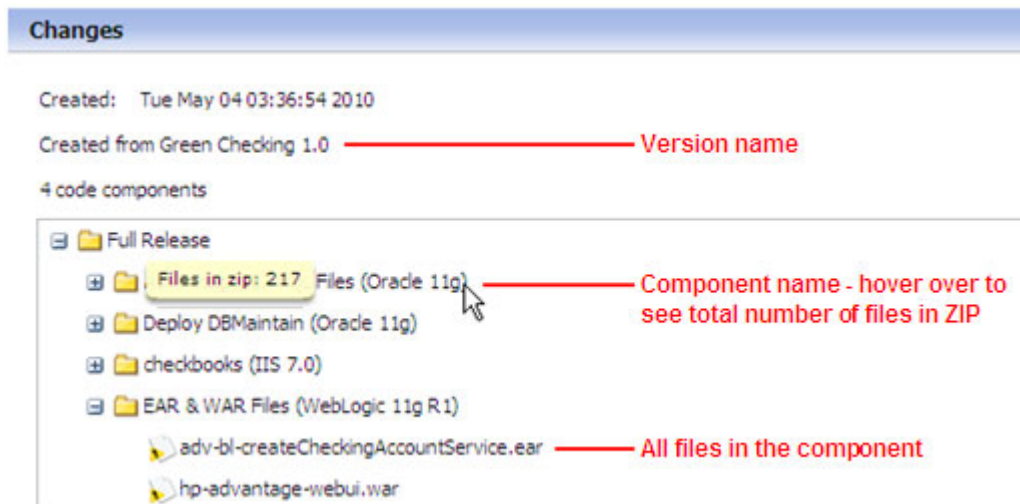 Changes
Created: Tue May 04 03:36:54 2010
Created from Green Checking 1.0
Version name
4 code components
Full Release
Files in zip: 217
Files (Oracle 11g)
Component name - hover over to
see total number of files in ZIP
Deploy DBMaintain (Oracle 11g)
checkbooks (IIS 7.0)
EAR & WAR Files (WebLogic 11g R1)
adv-bl-createCheckingAccountService.ear
All files in the component
hp-advantage-webui.war